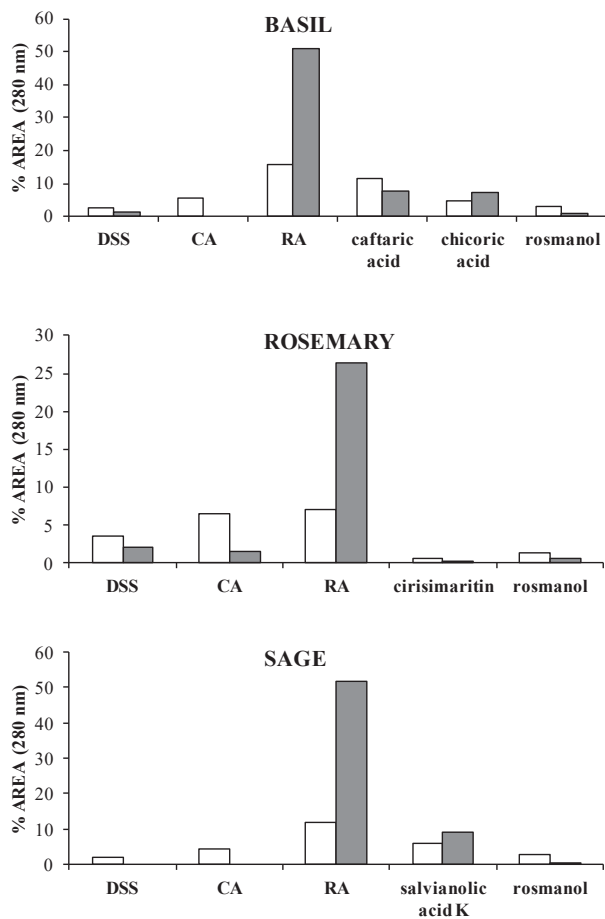 BASIL
% AREA (280 nm)
60
50
40
30
20
10
0
DSS CA RA caftaric acid chicoric acid rosmanol
ROSEMARY
% AREA (280 nm)
30
25
20
15
10
5
0
DSS CA RA cirisimaritin rosmanol
SAGE
% AREA (280 nm)
60
50
40
30
20
10
0
DSS CA RA salvianolic acid K rosmanol